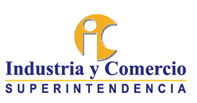 iC
Industria y Comercio
SUPERINTENDENCIA